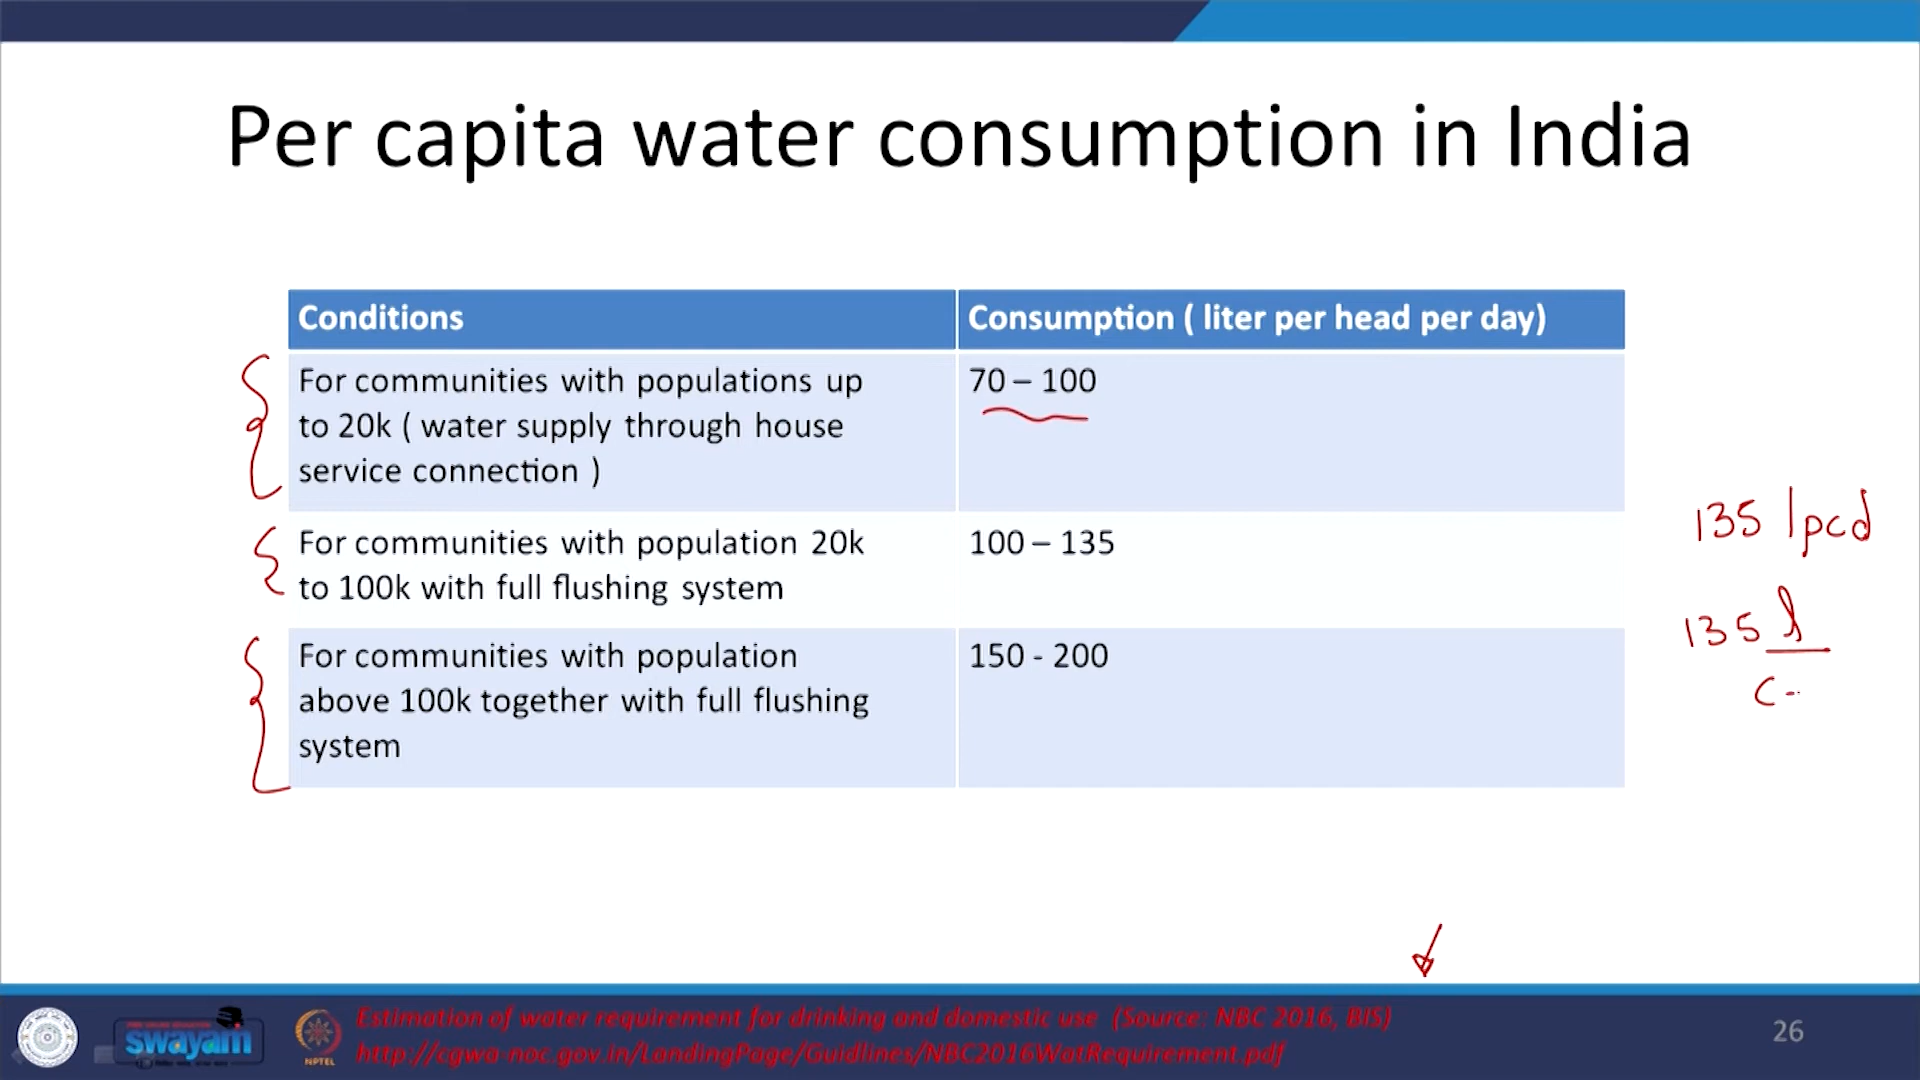 Per capita water consumption in India
Conditions
Consumption ( liter per head per day)
For communities with populations up
to 20k ( water supply through house
service connection )
70 – 100
For communities with population 20k
to 100k with full flushing system
100 – 135
For communities with population
above 100k together with full flushing
system
150 - 200
135 lpcd
135 l
c -
Estimation of water requirement for drinking and domestic use (Source: NBC 2016, BIS)
http://cgwa-noc.gov.in/LandingPage/Guidlines/NBC2016WatRequirement.pdf
swayam
NPTEL
26